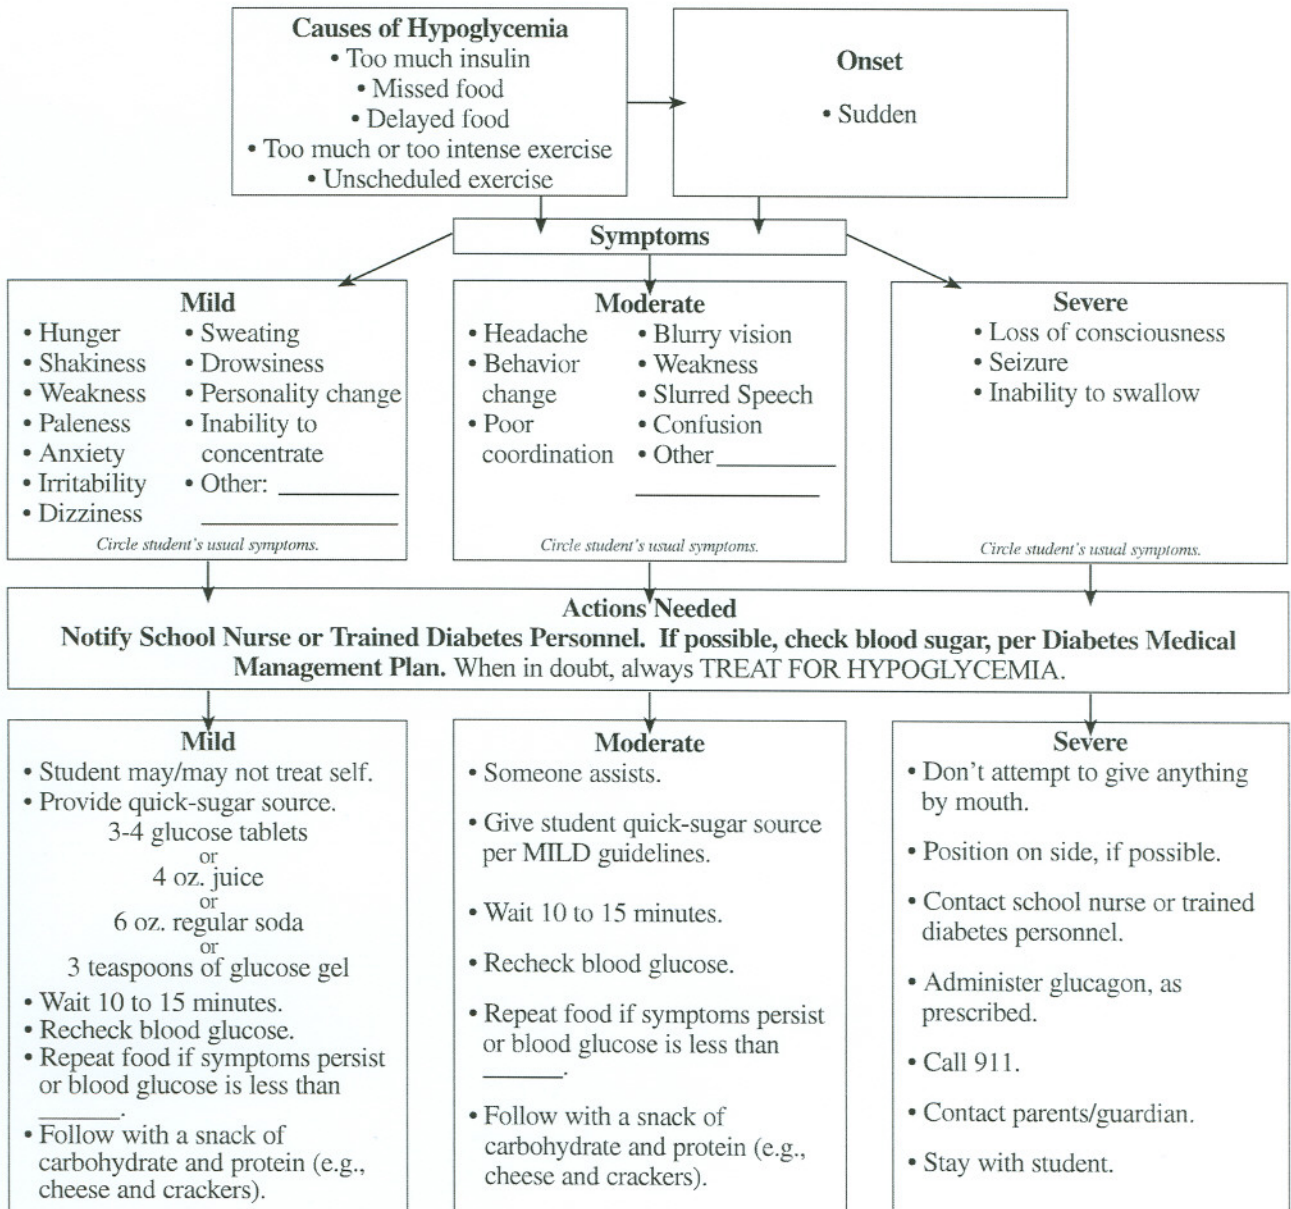 Causes of Hypoglycemia
• Too much insulin
• Missed food
• Delayed food
• Too much or too intense exercise
• Unscheduled exercise
Onset
• Sudden
Symptoms
Mild
• Hunger
• Shakiness
• Weakness
• Paleness
• Anxiety
• Irritability
• Dizziness
• Sweating
• Drowsiness
• Personality change
• Inability to
concentrate
• Other: __________
__________
Circle student's usual symptoms.
Moderate
• Headache
• Behavior
change
• Poor
coordination
• Blurry vision
• Weakness
• Slurred Speech
• Confusion
• Other __________
__________
Circle student's usual symptoms.
Severe
• Loss of consciousness
• Seizure
• Inability to swallow
Circle student's usual symptoms.
Actions Needed
Notify School Nurse or Trained Diabetes Personnel. If possible, check blood sugar, per Diabetes Medical
Management Plan. When in doubt, always TREAT FOR HYPOGLYCEMIA.
Mild
• Student may/may not treat self.
• Provide quick-sugar source.
3-4 glucose tablets
or
4 oz. juice
or
6 oz. regular soda
or
3 teaspoons of glucose gel
• Wait 10 to 15 minutes.
• Recheck blood glucose.
• Repeat food if symptoms persist
or blood glucose is less than
______.
• Follow with a snack of
carbohydrate and protein (e.g.,
cheese and crackers).
Moderate
• Someone assists.
• Give student quick-sugar source
per MILD guidelines.
• Wait 10 to 15 minutes.
• Recheck blood glucose.
• Repeat food if symptoms persist
or blood glucose is less than
______.
• Follow with a snack of
carbohydrate and protein (e.g.,
cheese and crackers).
Severe
• Don't attempt to give anything
by mouth.
• Position on side, if possible.
• Contact school nurse or trained
diabetes personnel.
• Administer glucagon, as
prescribed.
• Call 911.
• Contact parents/guardian.
• Stay with student.